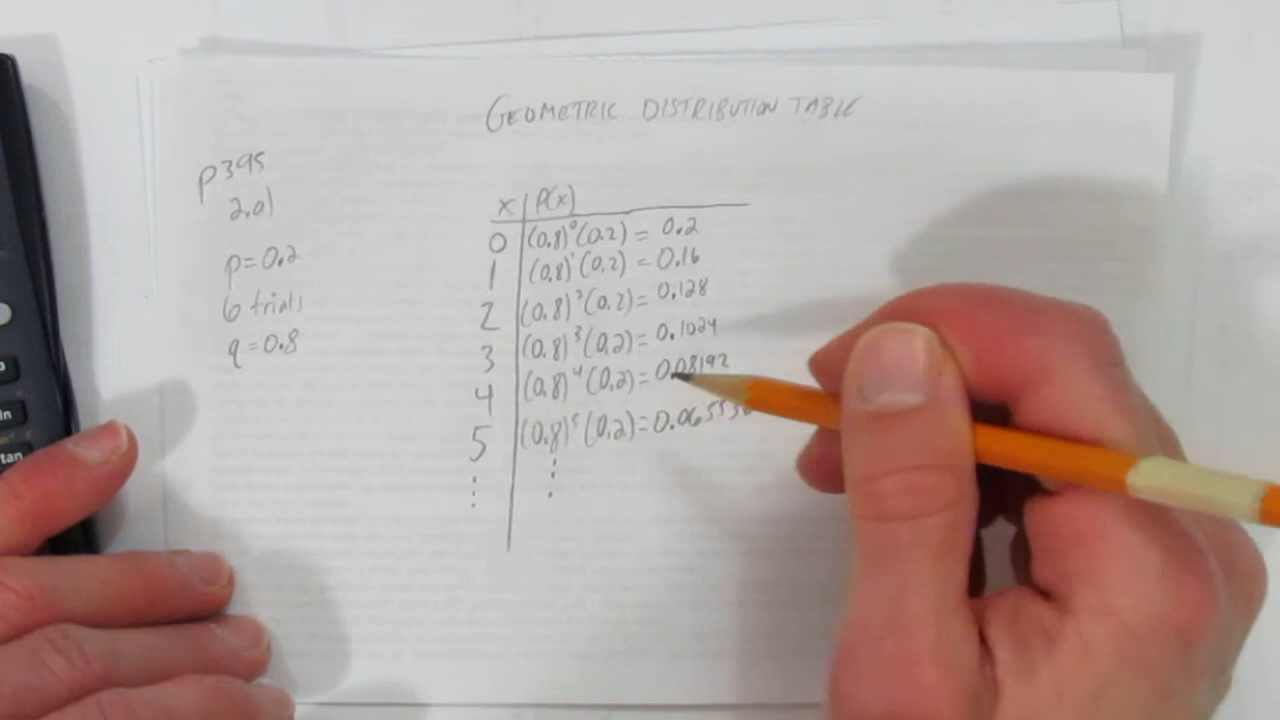 GEOMETRIC DISTRIBUTION TABLE
p395
2.a)
p=0.2
6 trials
q=0.8
x P(x)
0 (0.8)⁰(0.2) = 0.2
1 (0.8)¹(0.2) = 0.16
2 (0.8)²(0.2) = 0.128
3 (0.8)³(0.2) = 0.1024
4 (0.8)⁴(0.2) = 0.08192
5 (0.8)⁵(0.2) = 0.06553
⋮ ⋮
ln
tan